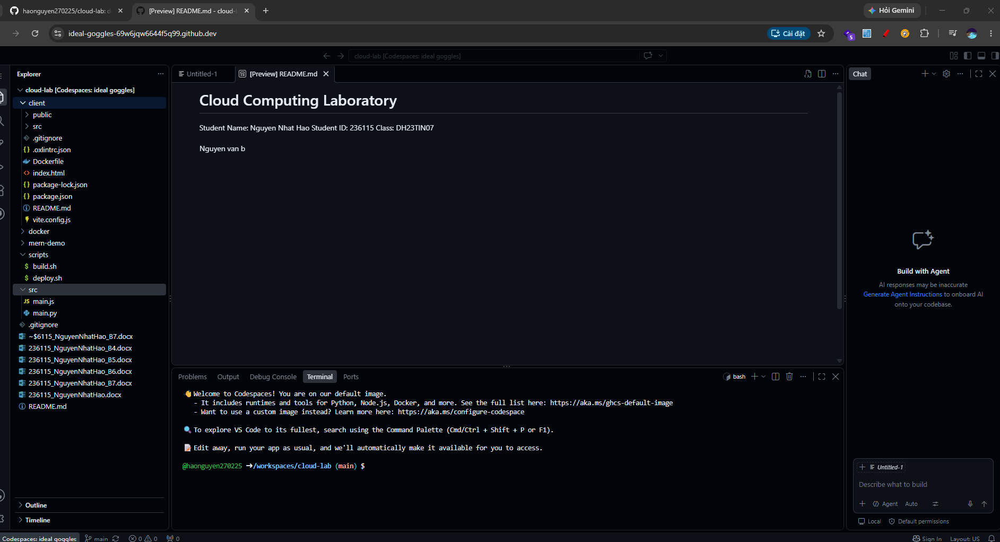 haonguyen270225/cloud-lab: d
[Preview] README.md - cloud-l
Hỏi Gemini
ideal-goggles-69w6jqw6644f5q99.github.dev
Cài đặt
5
cloud-lab [Codespaces: ideal goggles]
Explorer
cloud-lab [Codespaces: ideal goggles]
client
public
src
.gitignore
.oxlintrc.json
Dockerfile
index.html
package-lock.json
package.json
README.md
vite.config.js
docker
mern-demo
scripts
build.sh
deploy.sh
src
main.js
main.py
.gitignore
~$6115_NguyenNhatHao_B7.docx
236115_NguyenNhatHao_B4.docx
236115_NguyenNhatHao_B5.docx
236115_NguyenNhatHao_B6.docx
236115_NguyenNhatHao_B7.docx
236115_NguyenNhatHao.docx
README.md
Outline
Timeline
Untitled-1
[Preview] README.md
Cloud Computing Laboratory
Student Name: Nguyen Nhat Hao Student ID: 236115 Class: DH23TIN07
Nguyen van b
Problems
Output
Debug Console
Terminal
Ports
bash
Welcome to Codespaces! You are on our default image.
- It includes runtimes and tools for Python, Node.js, Docker, and more. See the full list here: https://aka.ms/ghcs-default-image
- Want to use a custom image instead? Learn more here: https://aka.ms/configure-codespace
To explore VS Code to its fullest, search using the Command Palette (Cmd/Ctrl + Shift + P or F1).
Edit away, run your app as usual, and we'll automatically make it available for you to access.
@haonguyen270225 ➜/workspaces/cloud-lab (main) $
Chat
Build with Agent
AI responses may be inaccurate
Generate Agent Instructions to onboard AI
onto your codebase.
Untitled-1
Describe what to build
Agent
Auto
Local
Default permissions
Codespaces: ideal goggles
main
0
0
0
Sign In
Layout: US